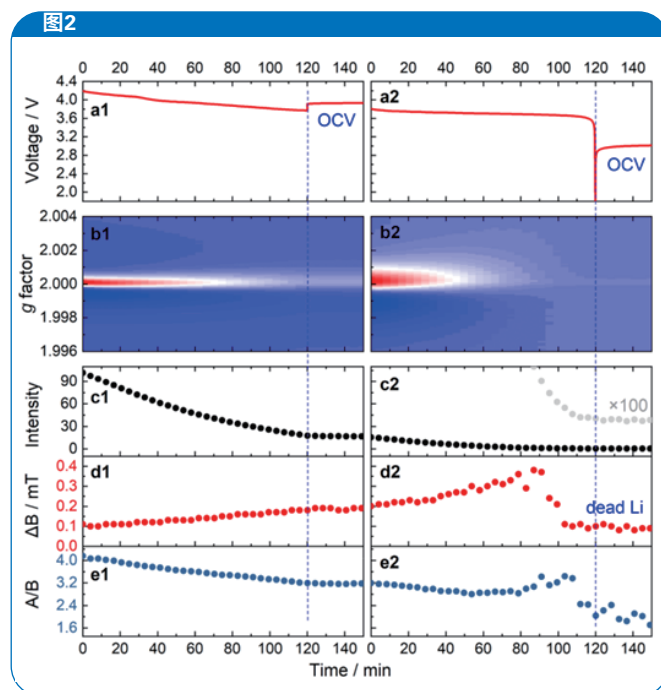 图2
0 20 40 60 80 100 120 140 0 20 40 60 80 100 120 140
4.4
4.0
3.6
3.2
2.8
2.4
2.0
Voltage / V
a1
OCV
a2
OCV
2.004
2.002
2.000
1.998
1.996
g factor
b1
b2
90
60
30
0
Intensity
c1
c2
×100
0.4
0.3
0.2
0.1
0.0
ΔB / mT
d1
d2
dead Li
4.0
3.2
2.4
1.6
A/B
e1
e2
0 20 40 60 80 100 120 140 0 20 40 60 80 100 120 140
Time / min